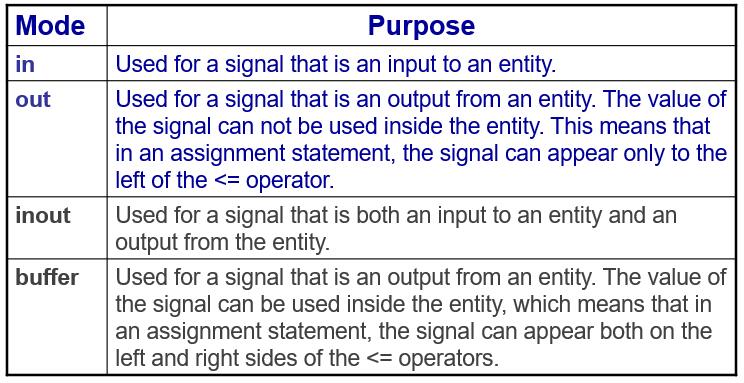 Mode Purpose
in Used for a signal that is an input to an entity.
out Used for a signal that is an output from an entity. The value of
the signal can not be used inside the entity. This means that
in an assignment statement, the signal can appear only to the
left of the <= operator.
inout Used for a signal that is both an input to an entity and an
output from the entity.
buffer Used for a signal that is an output from an entity. The value of
the signal can be used inside the entity, which means that in
an assignment statement, the signal can appear both on the
left and right sides of the <= operators.